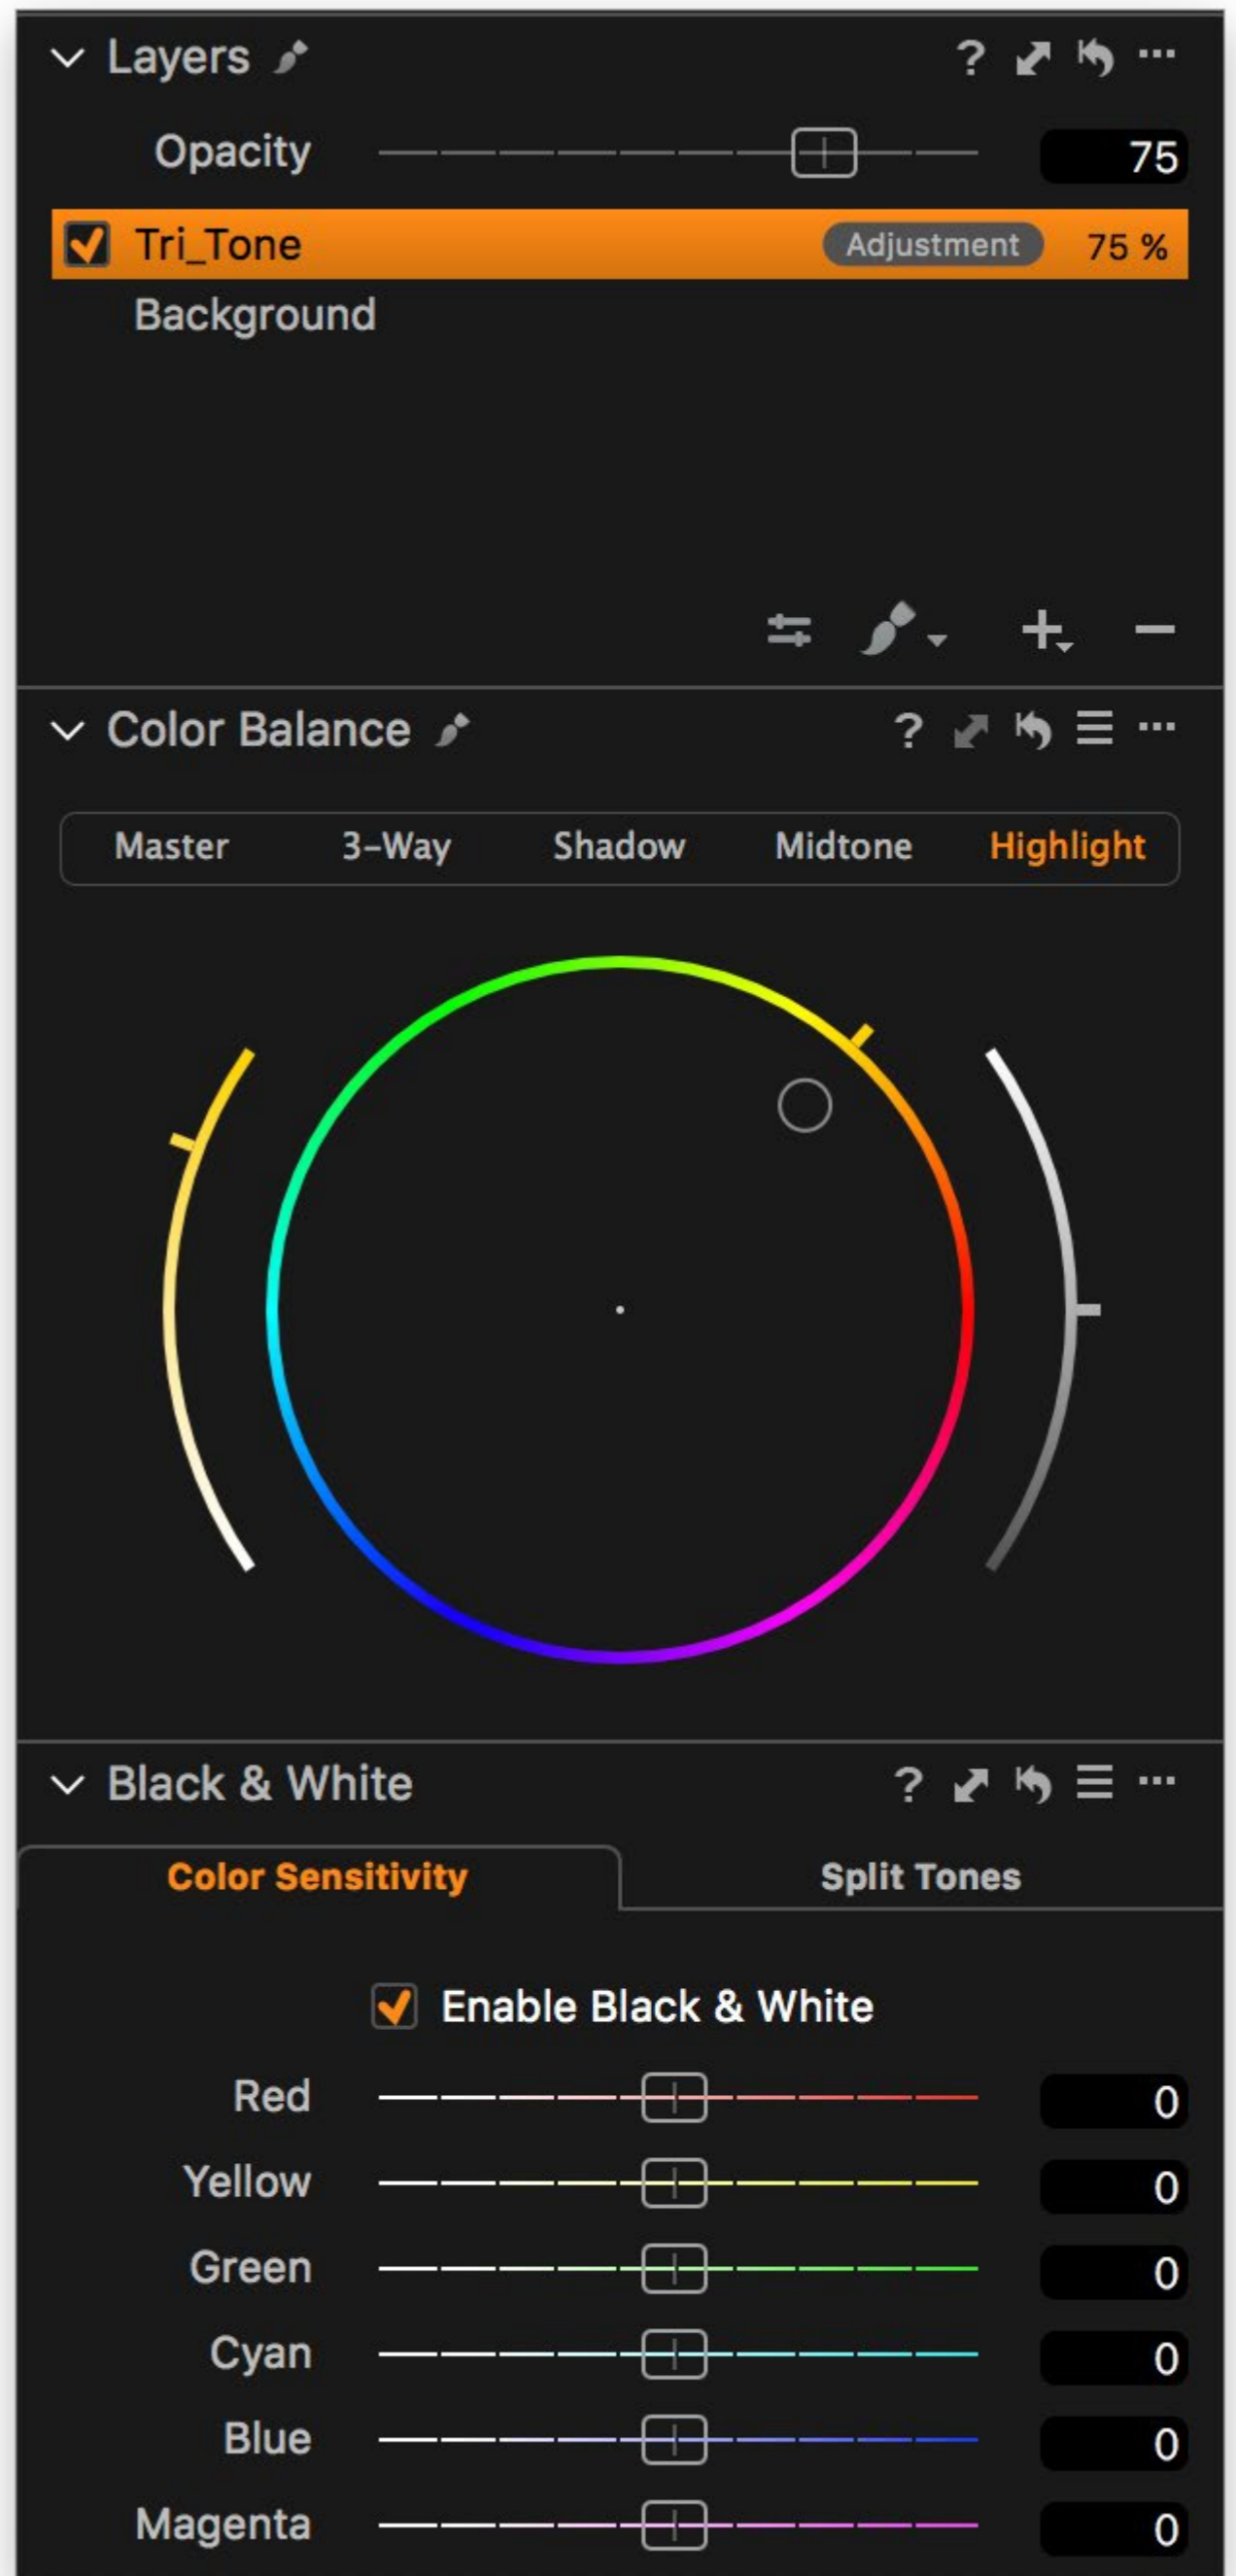 Layers ? ...
Opacity 75
Tri_Tone Adjustment 75 %
Background
Color Balance ? ...
Master 3-Way Shadow Midtone Highlight
Black & White ? ...
Color Sensitivity Split Tones
Enable Black & White
Red 0
Yellow 0
Green 0
Cyan 0
Blue 0
Magenta 0